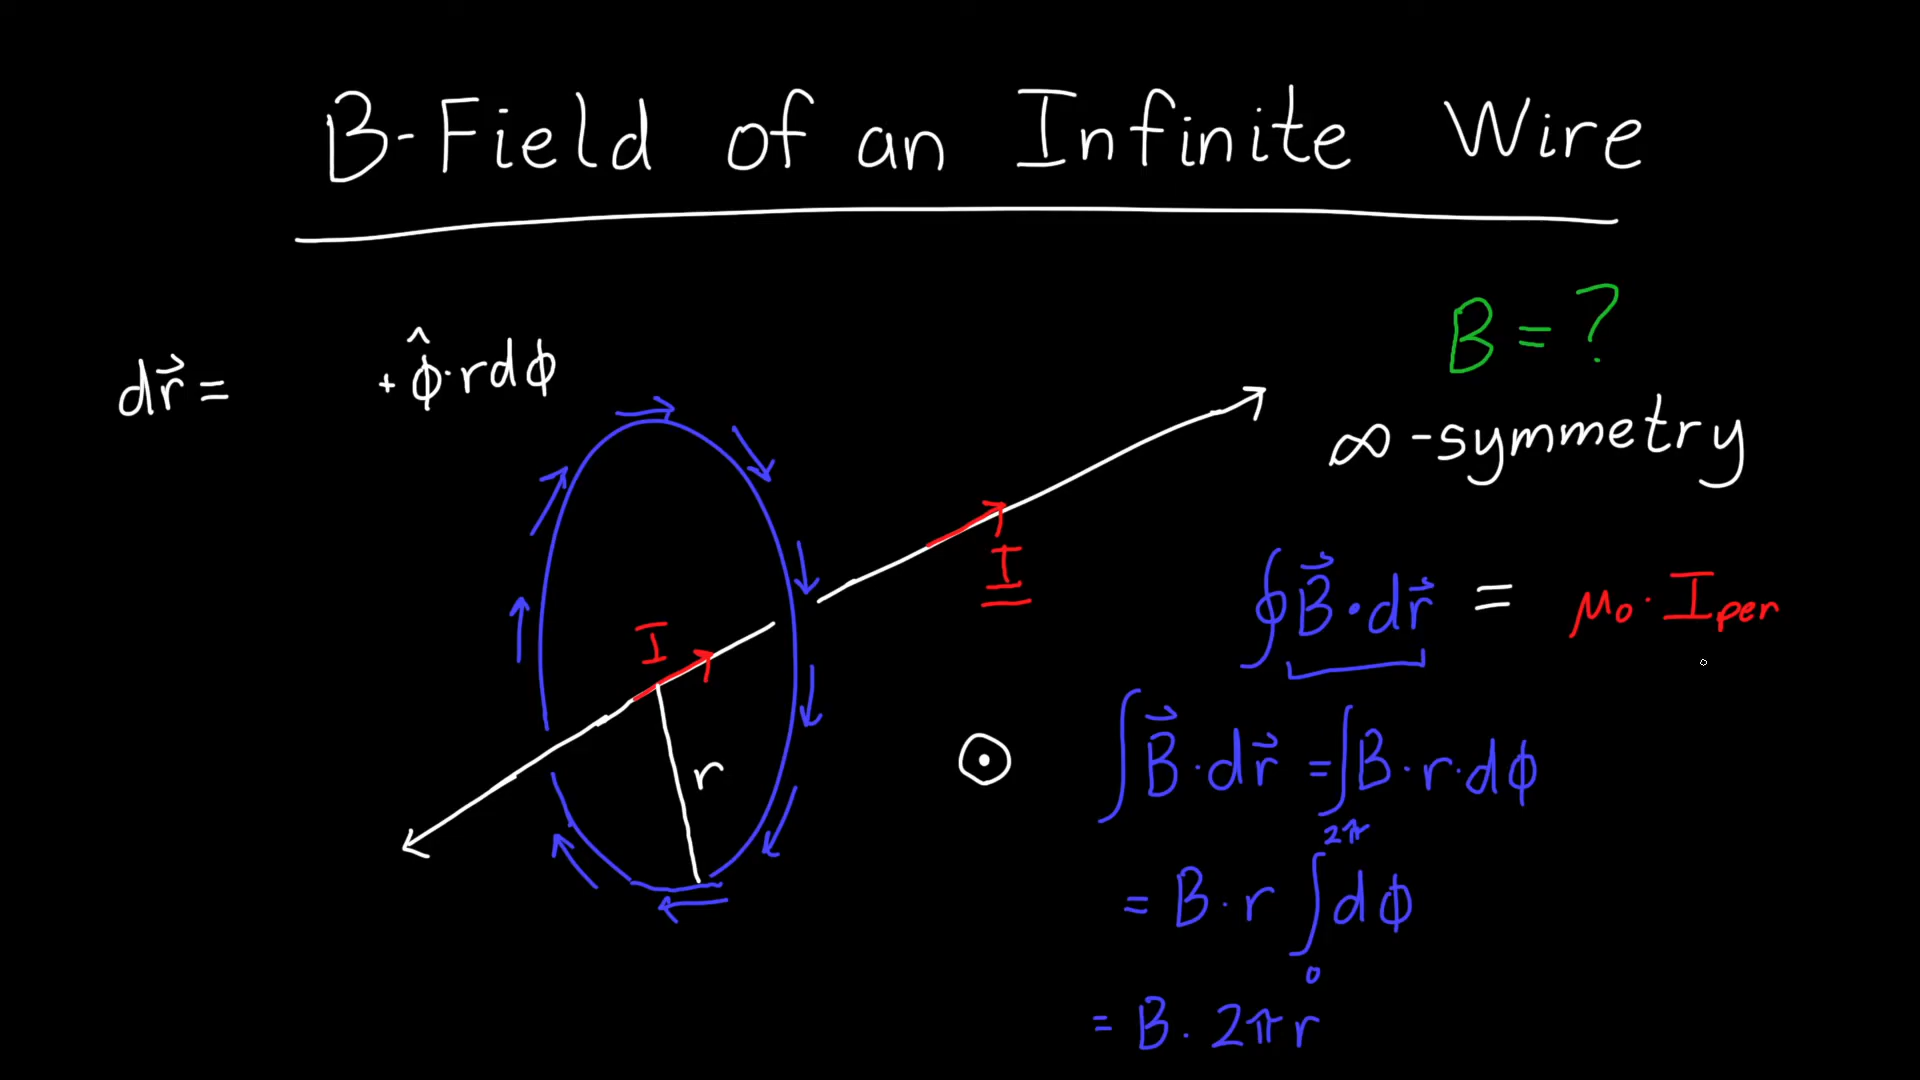 B-Field of an Infinite Wire
B = ?
dr⃗ = + φ̂ · rdφ
∞-symmetry
I
∮ B⃗ • dr⃗ = μ₀ · I_per
I
r
∫ B⃗ · dr⃗ = ∫ B · r · dφ
= B · r ∫₀^2π dφ
= B · 2πr